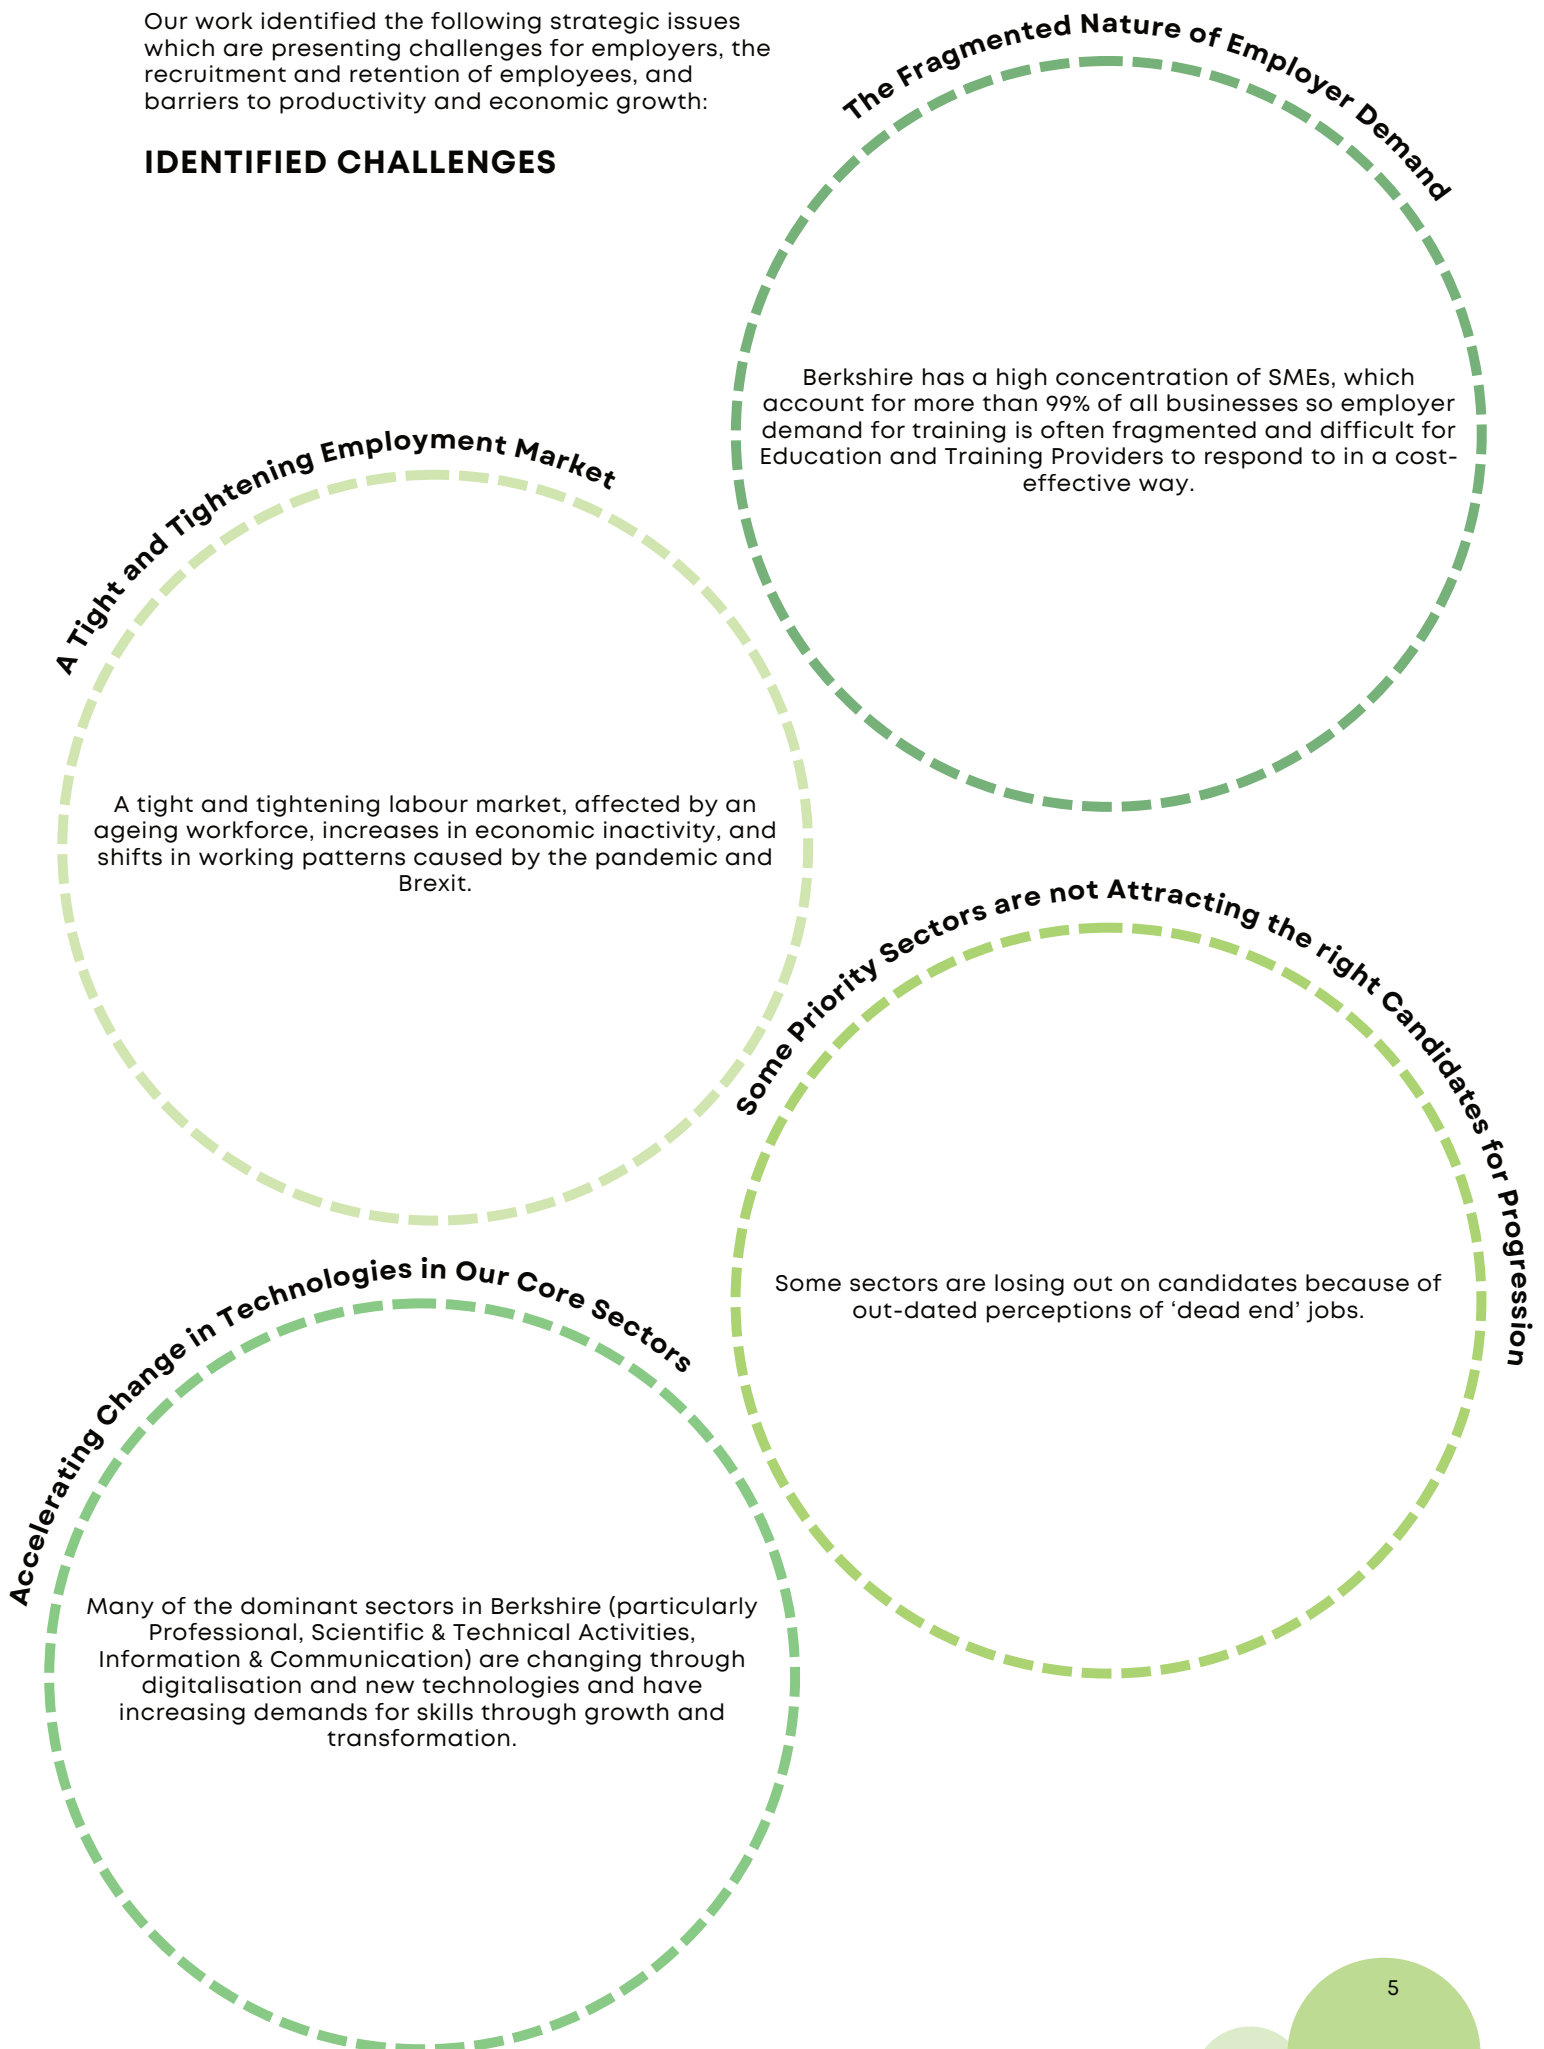 Our work identified the following strategic issues
which are presenting challenges for employers, the
recruitment and retention of employees, and
barriers to productivity and economic growth:
IDENTIFIED CHALLENGES
The Fragmented Nature of Employer Demand
Berkshire has a high concentration of SMEs, which
account for more than 99% of all businesses so employer
demand for training is often fragmented and difficult for
Education and Training Providers to respond to in a cost-
effective way.
A Tight and Tightening Employment Market
A tight and tightening labour market, affected by an
ageing workforce, increases in economic inactivity, and
shifts in working patterns caused by the pandemic and
Brexit.
Some Priority Sectors are not Attracting the right Candidates for Progression
Some sectors are losing out on candidates because of
out-dated perceptions of ‘dead end’ jobs.
Accelerating Change in Technologies in Our Core Sectors
Many of the dominant sectors in Berkshire (particularly
Professional, Scientific & Technical Activities,
Information & Communication) are changing through
digitalisation and new technologies and have
increasing demands for skills through growth and
transformation.
5